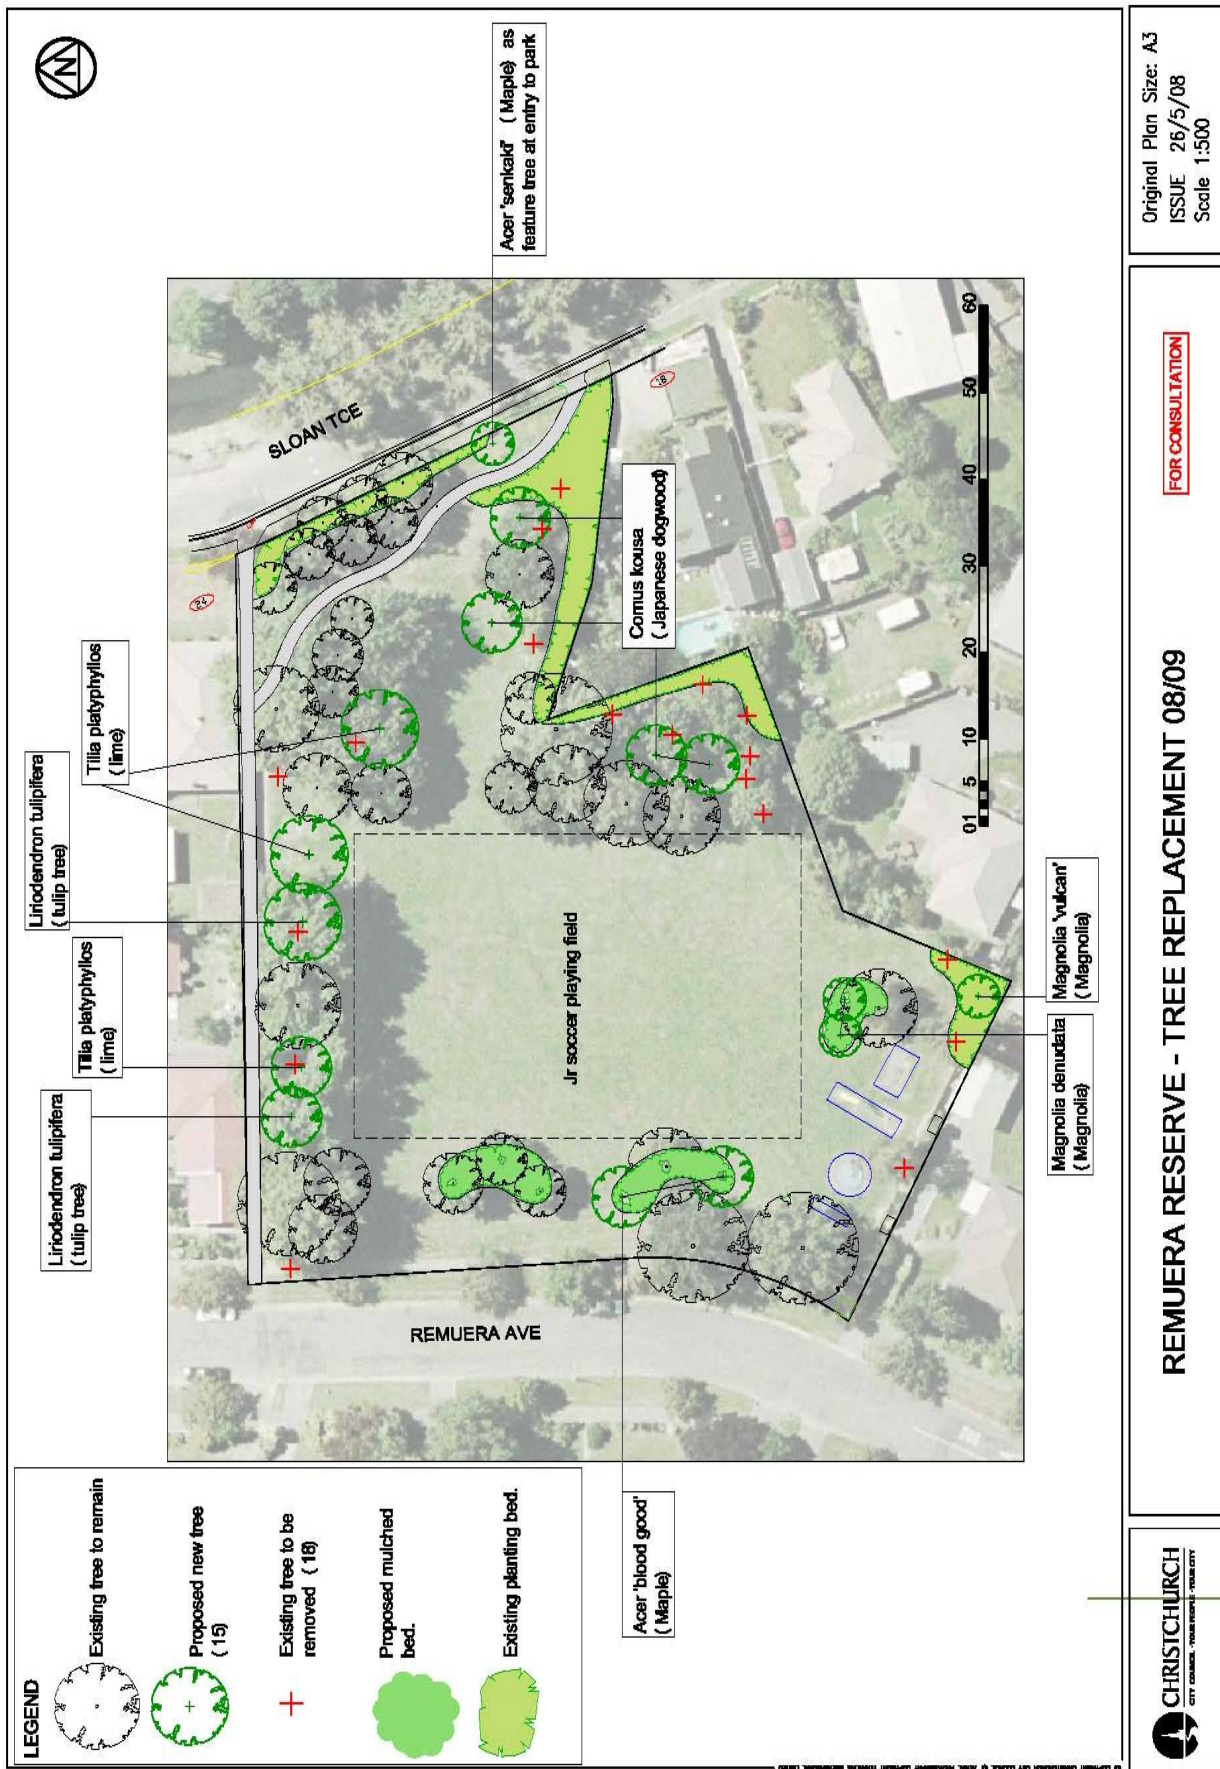 LEGEND
Existing tree to remain
Proposed new tree
(15)
Existing tree to be
removed (18)
Proposed mulched
bed.
Existing planting bed.
Liriodendron tulipifera
(tulip tree)
Tilia platyphyllos
(lime)
Liriodendron tulipifera
(tulip tree)
Tilia platyphyllos
(lime)
Acer 'senkaki' (Maple) as
feature tree at entry to park
N
SLOAN TCE
24
18
Cornus kousa
(Japanese dogwood)
Jr soccer playing field
REMUERA AVE
Acer 'blood good'
(Maple)
Magnolia denudata
(Magnolia)
Magnolia 'vulcan'
(Magnolia)
01 5 10 20 30 40 50 60
CHRISTCHURCH
CITY COUNCIL · YOUR PEOPLE · YOUR CITY
REMUERA RESERVE - TREE REPLACEMENT 08/09
FOR CONSULTATION
Original Plan Size: A3
ISSUE 26/5/08
Scale 1:500